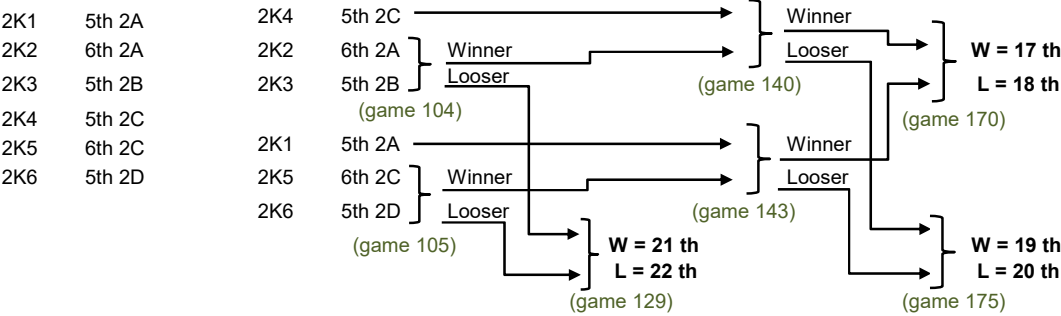 2K1 5th 2A
2K2 6th 2A
2K3 5th 2B
2K4 5th 2C
2K5 6th 2C
2K6 5th 2D
2K4 5th 2C
2K2 6th 2A Winner
2K3 5th 2B Looser
(game 104)
2K1 5th 2A
2K5 6th 2C Winner
2K6 5th 2D Looser
(game 105)
W = 21 th
L = 22 th
(game 129)
Winner
Looser
(game 140)
Winner
Looser
(game 143)
W = 17 th
L = 18 th
(game 170)
W = 19 th
L = 20 th
(game 175)